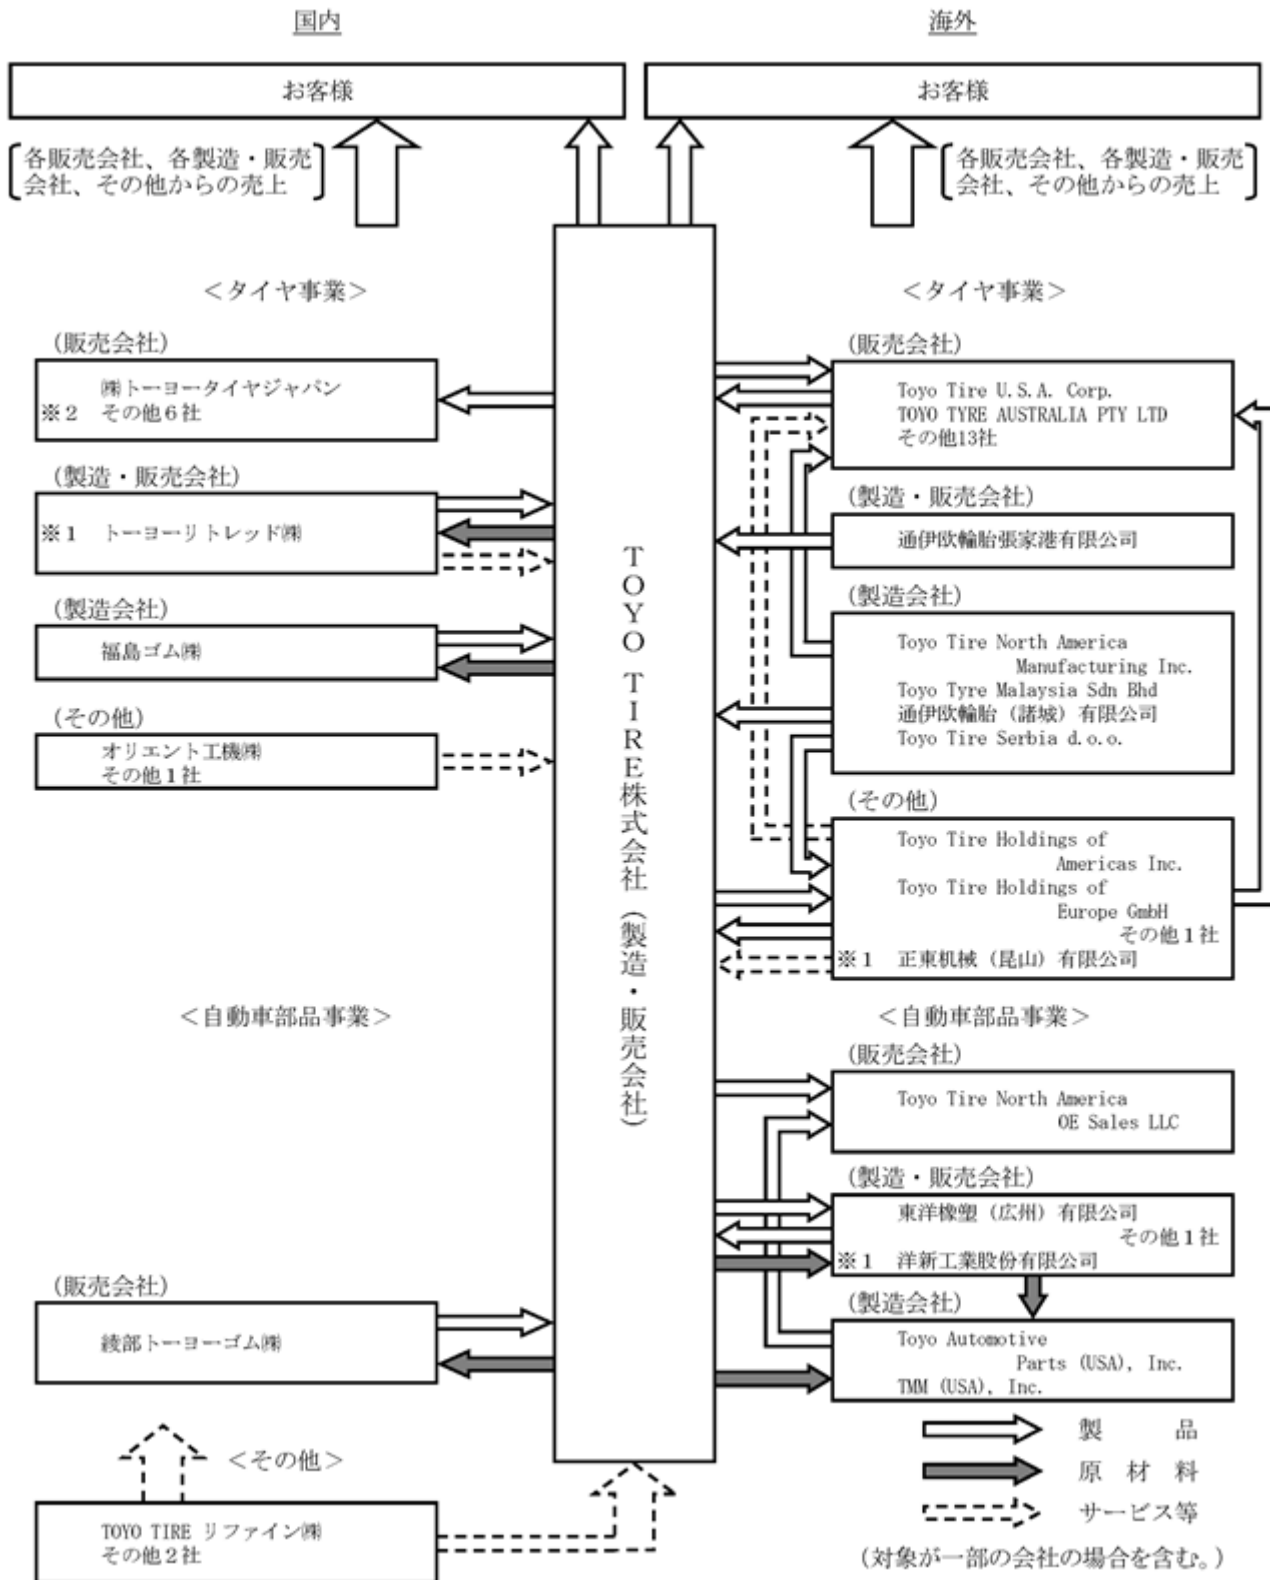 国内
お客様
各販売会社、各製造・販売
会社、その他からの売上
<タイヤ事業>
(販売会社)
㈱トーヨータイヤジャパン
※2 その他6社
(製造・販売会社)
※1 トーヨーリトレッド㈱
(製造会社)
福島ゴム㈱
(その他)
オリエント工機㈱
その他1社
<自動車部品事業>
(販売会社)
綾部トーヨーゴム㈱
<その他>
TOYO TIRE リファイン㈱
その他2社
TOYO TIRE株式会社(製造・販売会社)
海外
お客様
各販売会社、各製造・販売
会社、その他からの売上
<タイヤ事業>
(販売会社)
Toyo Tire U.S.A. Corp.
TOYO TYRE AUSTRALIA PTY LTD
その他13社
(製造・販売会社)
通伊欧輪胎張家港有限公司
(製造会社)
Toyo Tire North America
Manufacturing Inc.
Toyo Tyre Malaysia Sdn Bhd
通伊欧輪胎(諸城)有限公司
Toyo Tire Serbia d.o.o.
(その他)
Toyo Tire Holdings of
Americas Inc.
Toyo Tire Holdings of
Europe GmbH
その他1社
※1 正東机械(昆山)有限公司
<自動車部品事業>
(販売会社)
Toyo Tire North America
OE Sales LLC
(製造・販売会社)
東洋橡塑(広州)有限公司
その他1社
※1 洋新工業股份有限公司
(製造会社)
Toyo Automotive
Parts (USA), Inc.
TMM (USA), Inc.
製品
原材料
サービス等
(対象が一部の会社の場合を含む。)